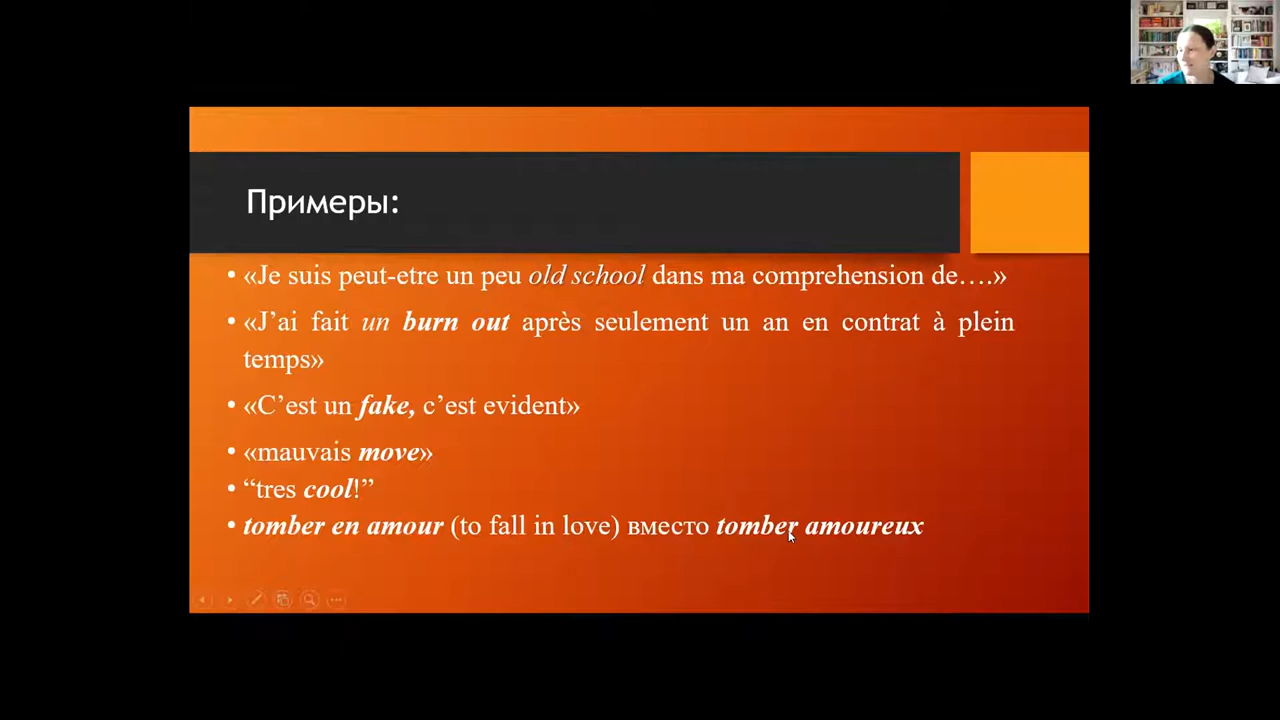 Примеры:
• «Je suis peut-etre un peu old school dans ma comprehension de….»
• «J’ai fait un burn out après seulement un an en contrat à plein
temps»
• «C’est un fake, c’est evident»
• «mauvais move»
• “tres cool!”
• tomber en amour (to fall in love) вместо tomber amoureux